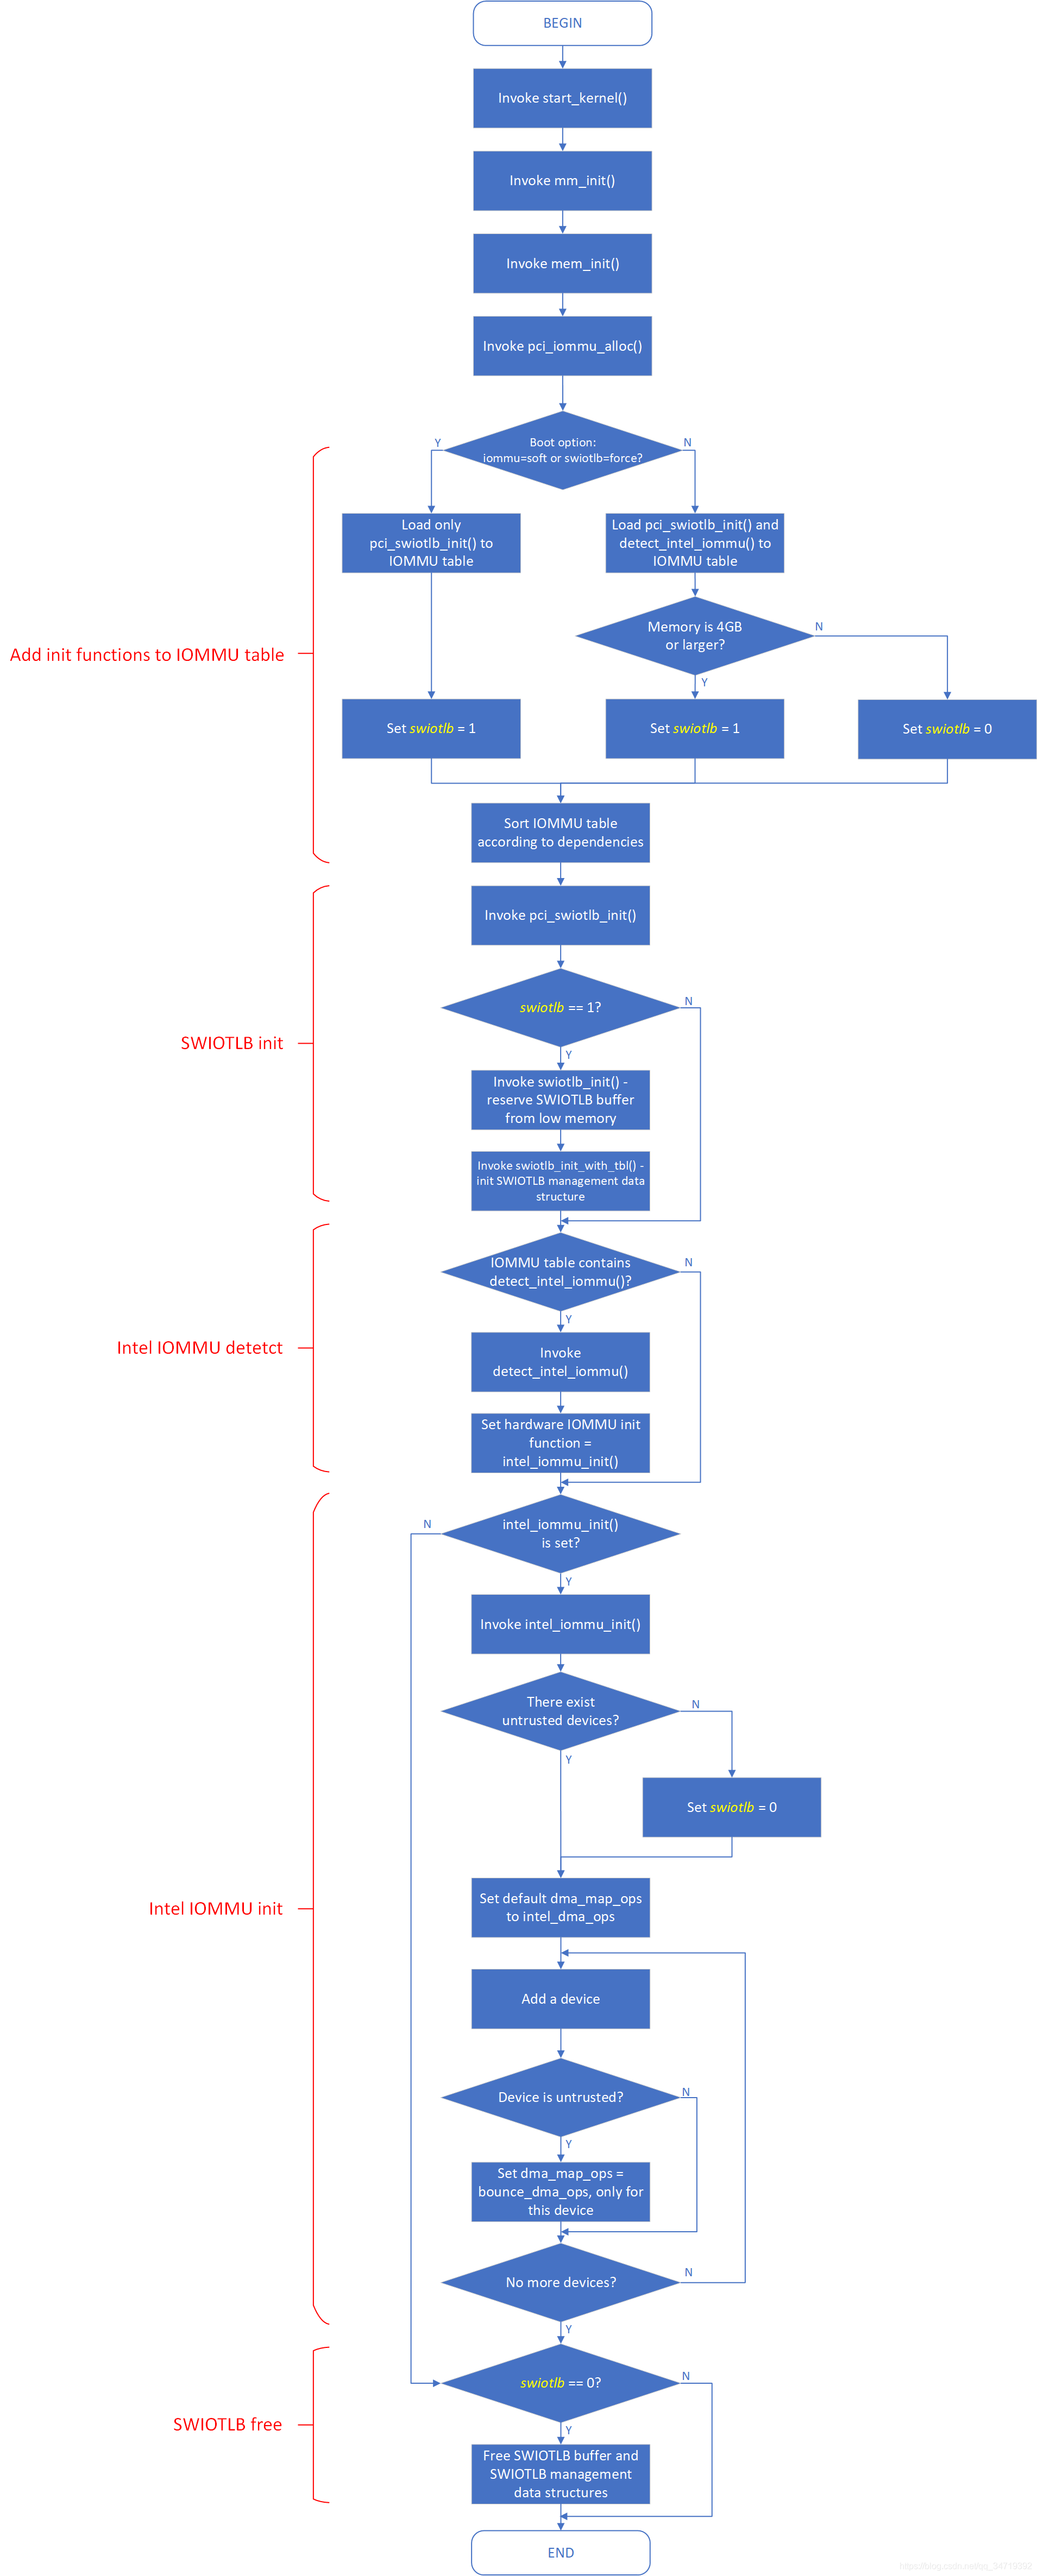 BEGIN
Invoke start_kernel()
Invoke mm_init()
Invoke mem_init()
Invoke pci_iommu_alloc()
Boot option:
iommu=soft or swiotlb=force?
Y
N
Load only
pci_swiotlb_init() to
IOMMU table
Load pci_swiotlb_init() and
detect_intel_iommu() to
IOMMU table
Memory is 4GB
or larger?
N
Y
Add init functions to IOMMU table
Set swiotlb = 1
Set swiotlb = 1
Set swiotlb = 0
Sort IOMMU table
according to dependencies
Invoke pci_swiotlb_init()
swiotlb == 1?
N
Y
SWIOTLB init
Invoke swiotlb_init() -
reserve SWIOTLB buffer
from low memory
Invoke swiotlb_init_with_tbl() -
init SWIOTLB management data
structure
IOMMU table contains
detect_intel_iommu()?
N
Y
Intel IOMMU detetct
Invoke
detect_intel_iommu()
Set hardware IOMMU init
function =
intel_iommu_init()
intel_iommu_init()
is set?
N
Y
Invoke intel_iommu_init()
There exist
untrusted devices?
N
Y
Set swiotlb = 0
Intel IOMMU init
Set default dma_map_ops
to intel_dma_ops
Add a device
Device is untrusted?
N
Y
Set dma_map_ops =
bounce_dma_ops, only for
this device
No more devices?
N
Y
swiotlb == 0?
N
Y
SWIOTLB free
Free SWIOTLB buffer and
SWIOTLB management
data structures
END